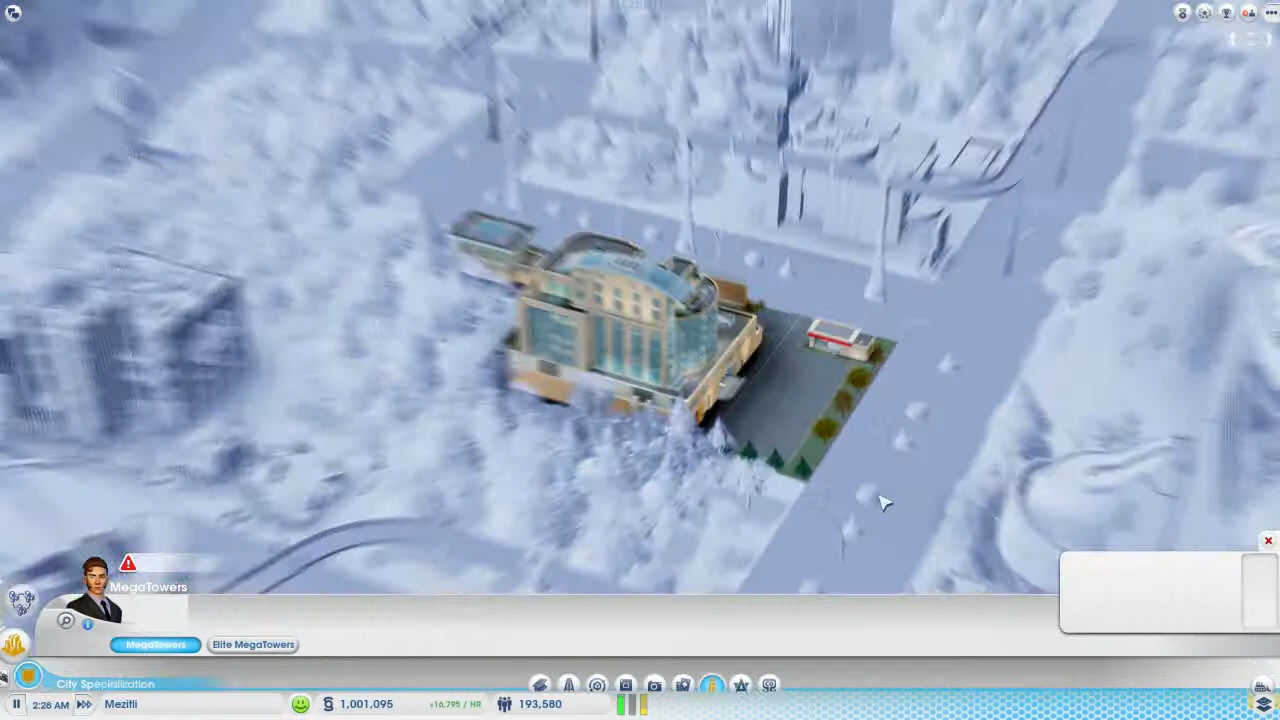 MegaTowers
MegaTowers
Elite MegaTowers
City Specialization
2:28 AM
Mezitli
1,001,095
+16,795 / HR
193,580